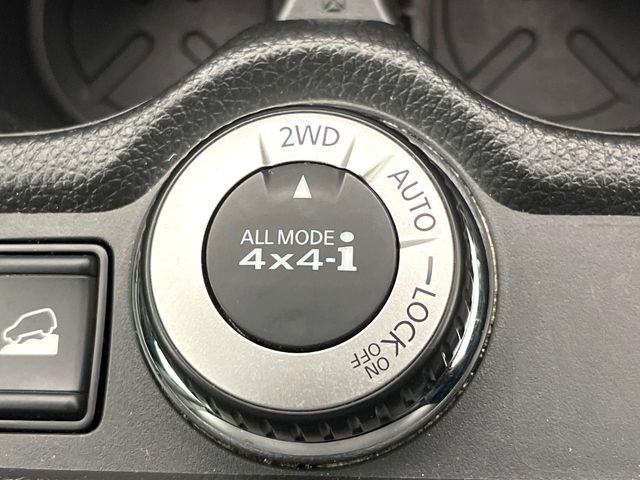 2WD
AUTO
LOCK
ON
OFF
ALL MODE
4x4-i